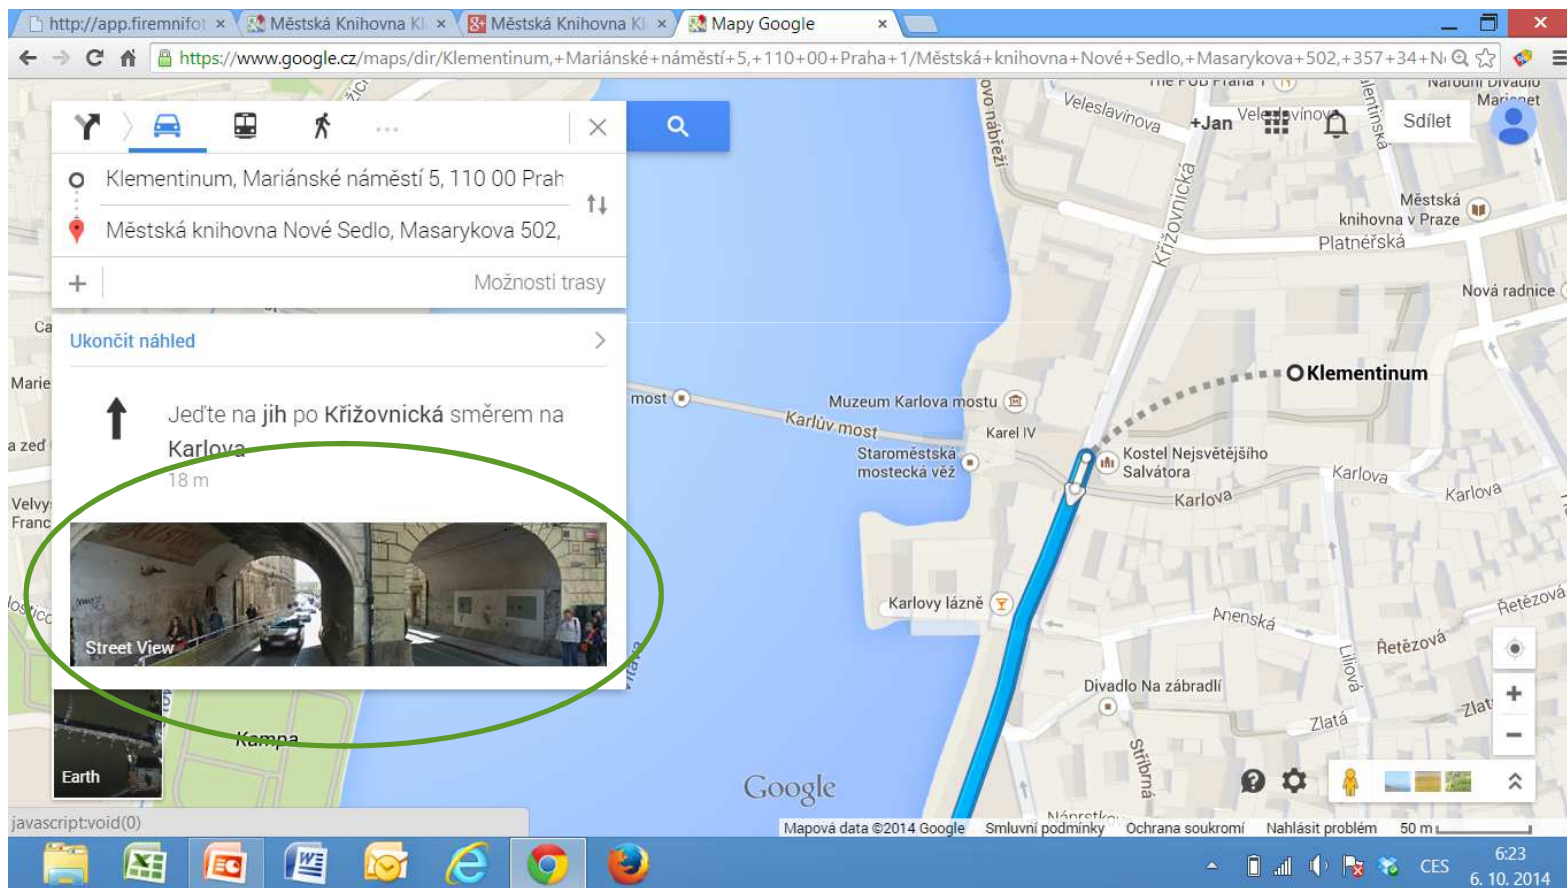 http://app.firemnifot
Městská Knihovna Kl
Městská Knihovna Kl
Mapy Google
https://www.google.cz/maps/dir/Klementinum,+Mariánské+náměstí+5,+110+00+Praha+1/Městská+knihovna+Nové+Sedlo,+Masarykova+502,+357+34+N
Klementinum, Mariánské náměstí 5, 110 00 Prah
Městská knihovna Nové Sedlo, Masarykova 502,
Možnosti trasy
Ukončit náhled
Jeďte na jih po Křižovnická směrem na
Karlova
18 m
Street View
Earth
Kampa
javascript:void(0)
+Jan
Sdílet
Veleslavínova
Křižovnická
Městská
knihovna v Praze
Platnéřská
Nová radnice
Klementinum
most
Muzeum Karlova mostu
Karlův most
Karel IV
Staroměstská
mostecká věž
Kostel Nejsvětějšího
Salvátora
Karlova
Karlova
Karlova
Karlovy lázně
Anenská
Řetězová
Řetězová
Liliová
Divadlo Na zábradlí
Zlatá
Zlat
Stříbrná
Google
Mapová data ©2014 Google
Smluvní podmínky
Ochrana soukromí
Nahlásit problém
50 m
CES
6:23
6. 10. 2014